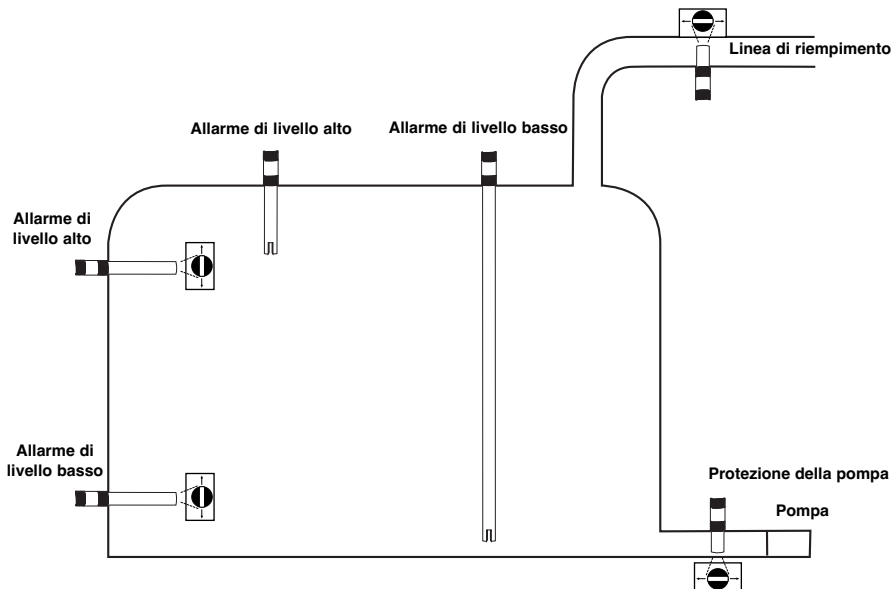 Linea di riempimento
Allarme di livello alto
Allarme di livello basso
Allarme di
livello alto
Allarme di
livello basso
Protezione della pompa
Pompa